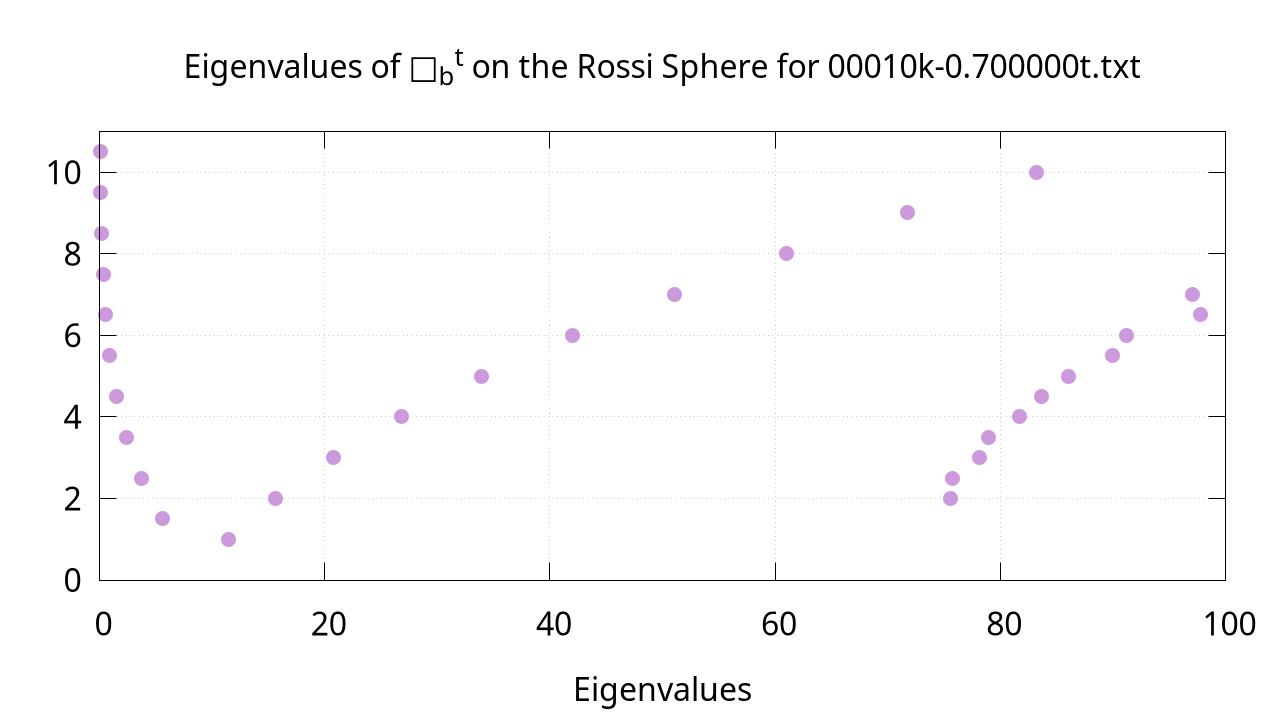 Eigenvalues of □_b^t on the Rossi Sphere for 00010k-0.700000t.txt
10
8
6
4
2
0
0 20 40 60 80 100
Eigenvalues